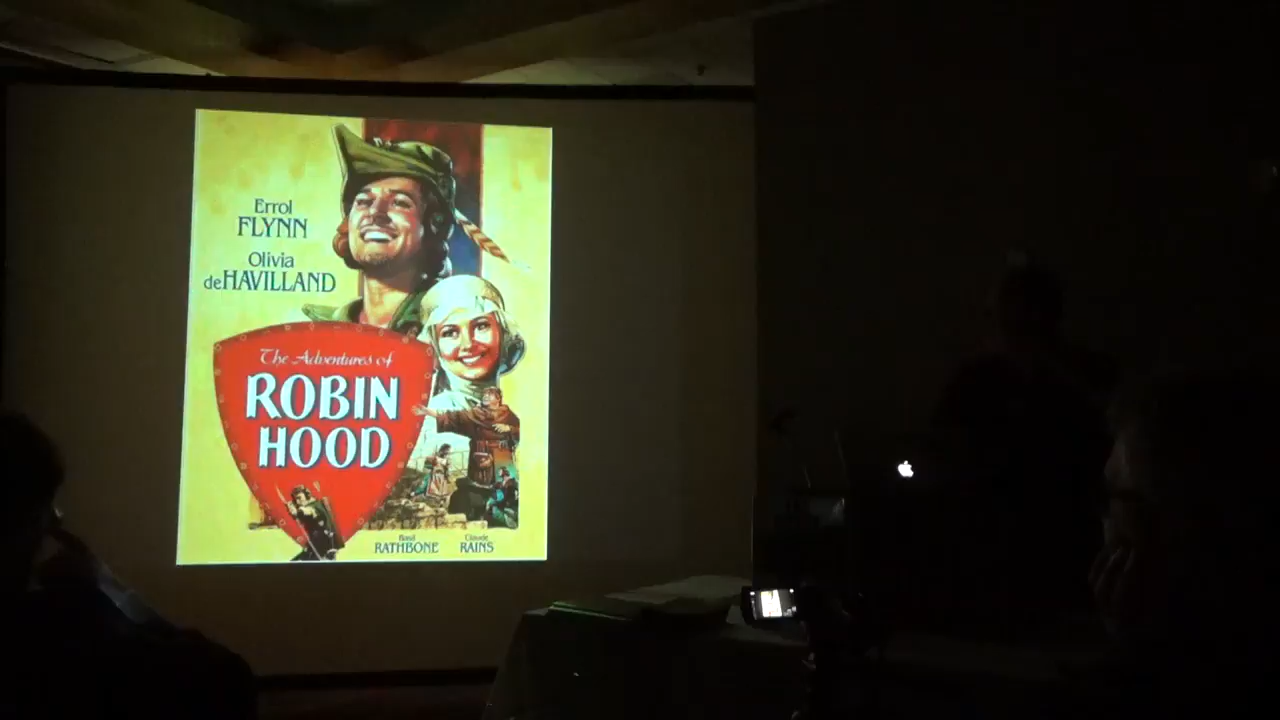 Errol
FLYNN
Olivia
deHAVILLAND
The Adventures of
ROBIN
HOOD
Basil
RATHBONE
Claude
RAINS